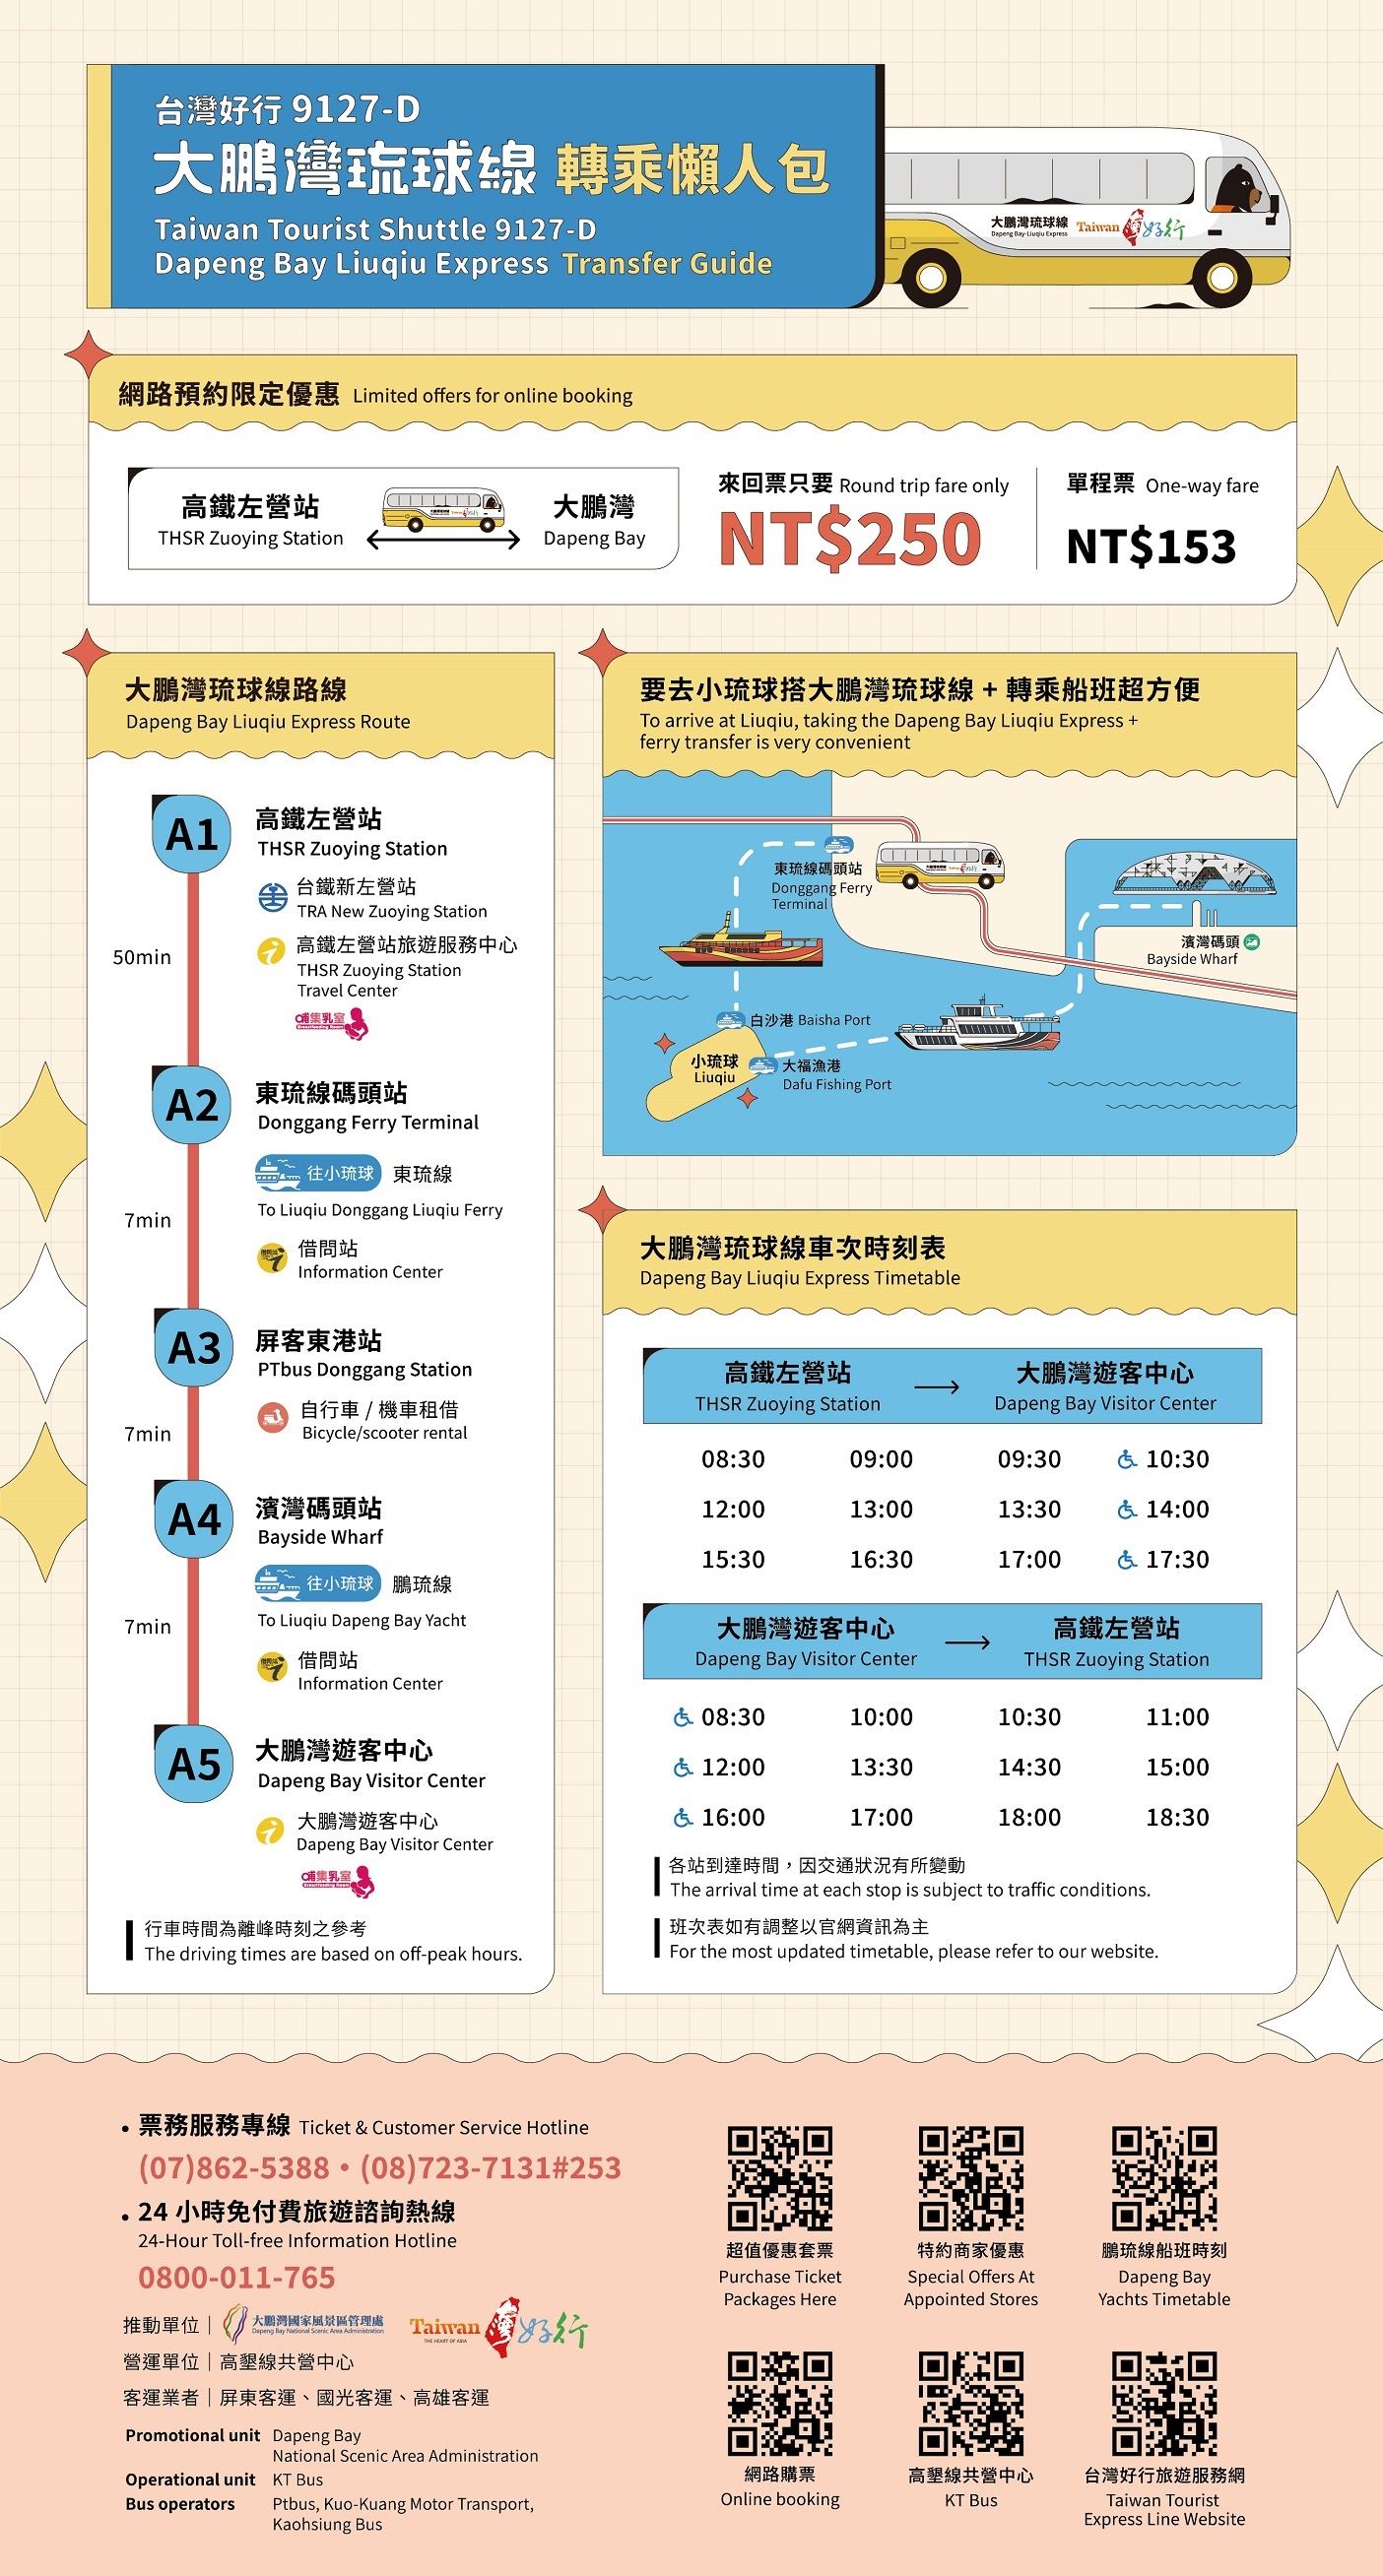 台灣好行 9127-D
大鵬灣琉球線 轉乘懶人包
Taiwan Tourist Shuttle 9127-D
Dapeng Bay Liuqiu Express Transfer Guide
大鵬灣琉球線
Dapeng Bay-Liuqiu Express
Taiwan 好行
網路預約限定優惠 Limited offers for online booking
高鐵左營站
THSR Zuoying Station
大鵬灣
Dapeng Bay
來回票只要 Round trip fare only
NT$250
單程票 One-way fare
NT$153
大鵬灣琉球線路線
Dapeng Bay Liuqiu Express Route
A1
高鐵左營站
THSR Zuoying Station
台鐵新左營站
TRA New Zuoying Station
高鐵左營站旅遊服務中心
THSR Zuoying Station
Travel Center
哺集乳室
Breastfeeding Room
50min
A2
東琉線碼頭站
Donggang Ferry Terminal
往小琉球 東琉線
To Liuqiu Donggang Liuqiu Ferry
借問站
Information Center
7min
A3
屏客東港站
PTbus Donggang Station
自行車 / 機車租借
Bicycle/scooter rental
7min
A4
濱灣碼頭站
Bayside Wharf
往小琉球 鵬琉線
To Liuqiu Dapeng Bay Yacht
借問站
Information Center
7min
A5
大鵬灣遊客中心
Dapeng Bay Visitor Center
大鵬灣遊客中心
Dapeng Bay Visitor Center
哺集乳室
Breastfeeding Room
行車時間為離峰時刻之參考
The driving times are based on off-peak hours.
要去小琉球搭大鵬灣琉球線 + 轉乘船班超方便
To arrive at Liuqiu, taking the Dapeng Bay Liuqiu Express +
ferry transfer is very convenient
東琉線碼頭站
Donggang Ferry
Terminal
濱灣碼頭
Bayside Wharf
白沙港 Baisha Port
小琉球
Liuqiu
大福漁港
Dafu Fishing Port
大鵬灣琉球線車次時刻表
Dapeng Bay Liuqiu Express Timetable
高鐵左營站 → 大鵬灣遊客中心
THSR Zuoying Station Dapeng Bay Visitor Center
08:30 09:00 09:30 10:30
12:00 13:00 13:30 14:00
15:30 16:30 17:00 17:30
大鵬灣遊客中心 → 高鐵左營站
Dapeng Bay Visitor Center THSR Zuoying Station
08:30 10:00 10:30 11:00
12:00 13:30 14:30 15:00
16:00 17:00 18:00 18:30
各站到達時間，因交通狀況有所變動
The arrival time at each stop is subject to traffic conditions.
班次表如有調整以官網資訊為主
For the most updated timetable, please refer to our website.
• 票務服務專線 Ticket & Customer Service Hotline
(07)862-5388 • (08)723-7131#253
• 24 小時免付費旅遊諮詢熱線
24-Hour Toll-free Information Hotline
0800-011-765
推動單位｜大鵬灣國家風景區管理處
Dapeng Bay National Scenic Area Administration
Taiwan 好行
THE HEART OF ASIA
營運單位｜高墾線共營中心
客運業者｜屏東客運、國光客運、高雄客運
Promotional unit Dapeng Bay
National Scenic Area Administration
Operational unit KT Bus
Bus operators Ptbus, Kuo-Kuang Motor Transport,
Kaohsiung Bus
超值優惠套票
Purchase Ticket
Packages Here
特約商家優惠
Special Offers At
Appointed Stores
鵬琉線船班時刻
Dapeng Bay
Yachts Timetable
網路購票
Online booking
高墾線共營中心
KT Bus
台灣好行旅遊服務網
Taiwan Tourist
Express Line Website